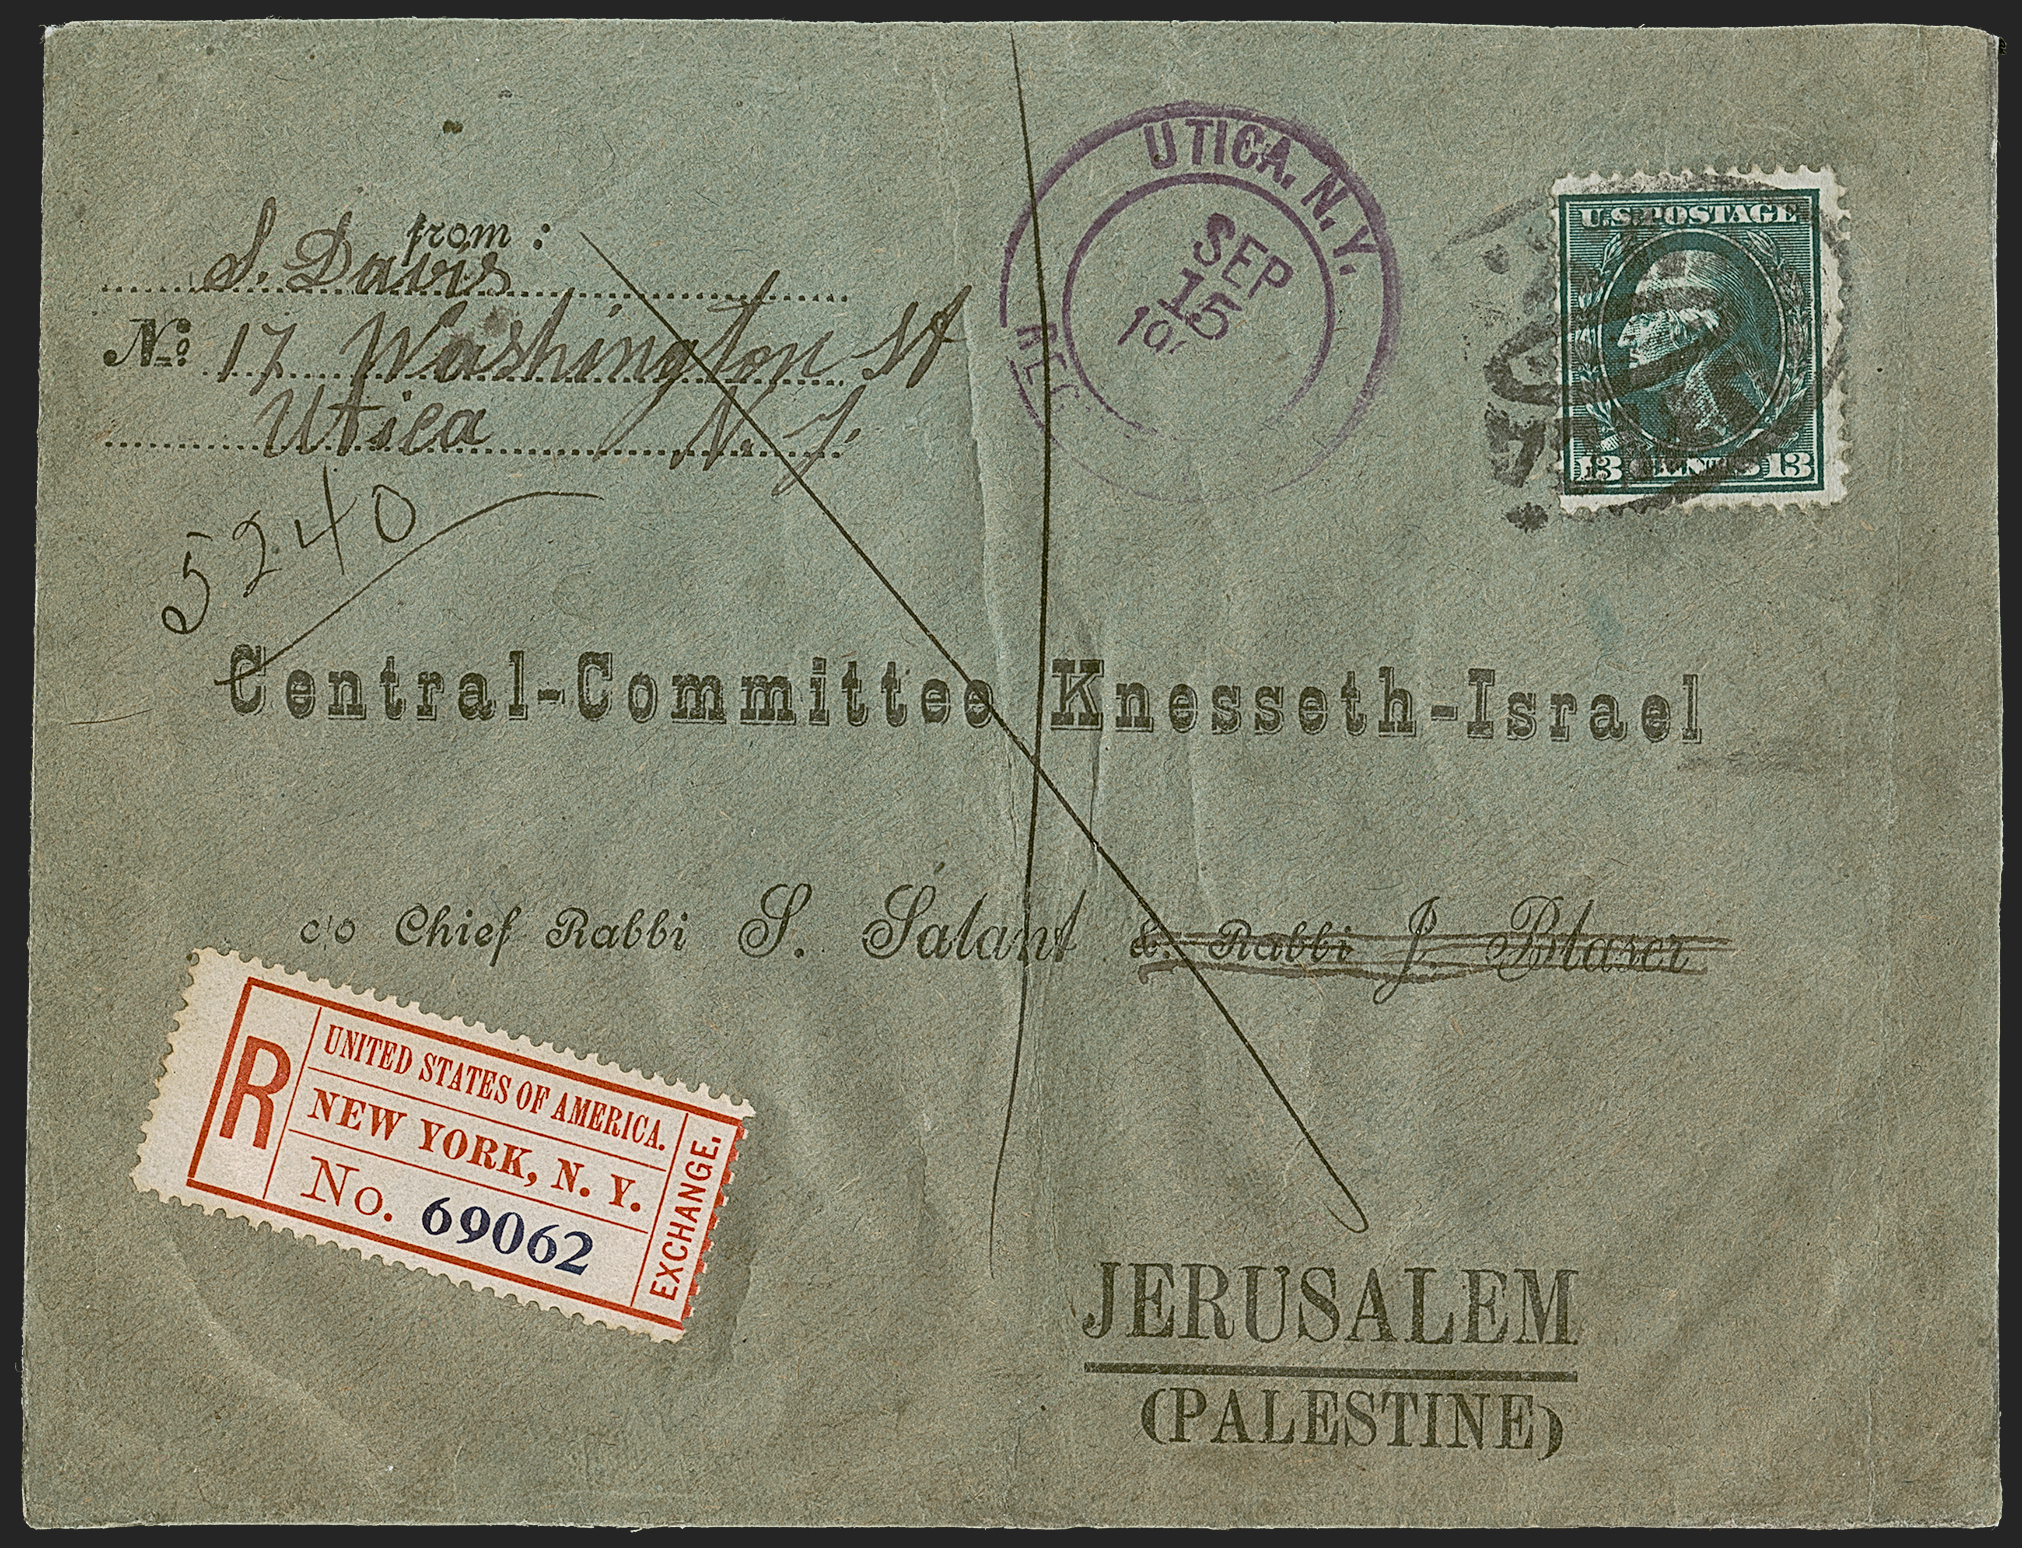 from :
S. Davis
No: 17 Washington St
Utica N. Y.
5240
UTICA, N.Y.
SEP
15
REG
U.S. POSTAGE
13 CENTS 13
Central-Committee Knesseth-Israel
c/o Chief Rabbi S. Salant & Rabbi J. Blaser
R
UNITED STATES OF AMERICA.
NEW YORK, N. Y.
No. 69062
EXCHANGE.
JERUSALEM
(PALESTINE)